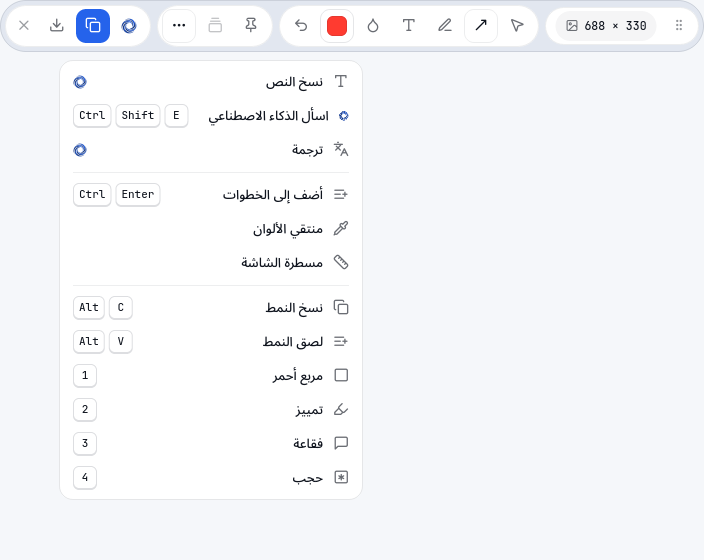 688 × 330
نسخ النص
اسأل الذكاء الاصطناعي Ctrl Shift E
ترجمة
أضف إلى الخطوات Ctrl Enter
منتقي الألوان
مسطرة الشاشة
نسخ النمط Alt C
لصق النمط Alt V
مربع أحمر 1
تمييز 2
فقاعة 3
حجب 4